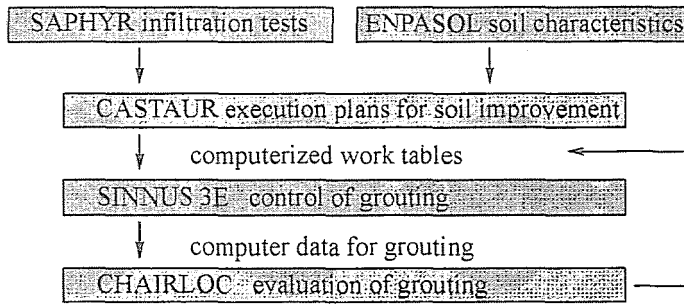 SAPHYR infiltration tests
ENPASOL soil characteristics
CASTAUR execution plans for soil improvement
computerized work tables
SINNUS 3E control of grouting
computer data for grouting
CHAIRLOC evaluation of grouting